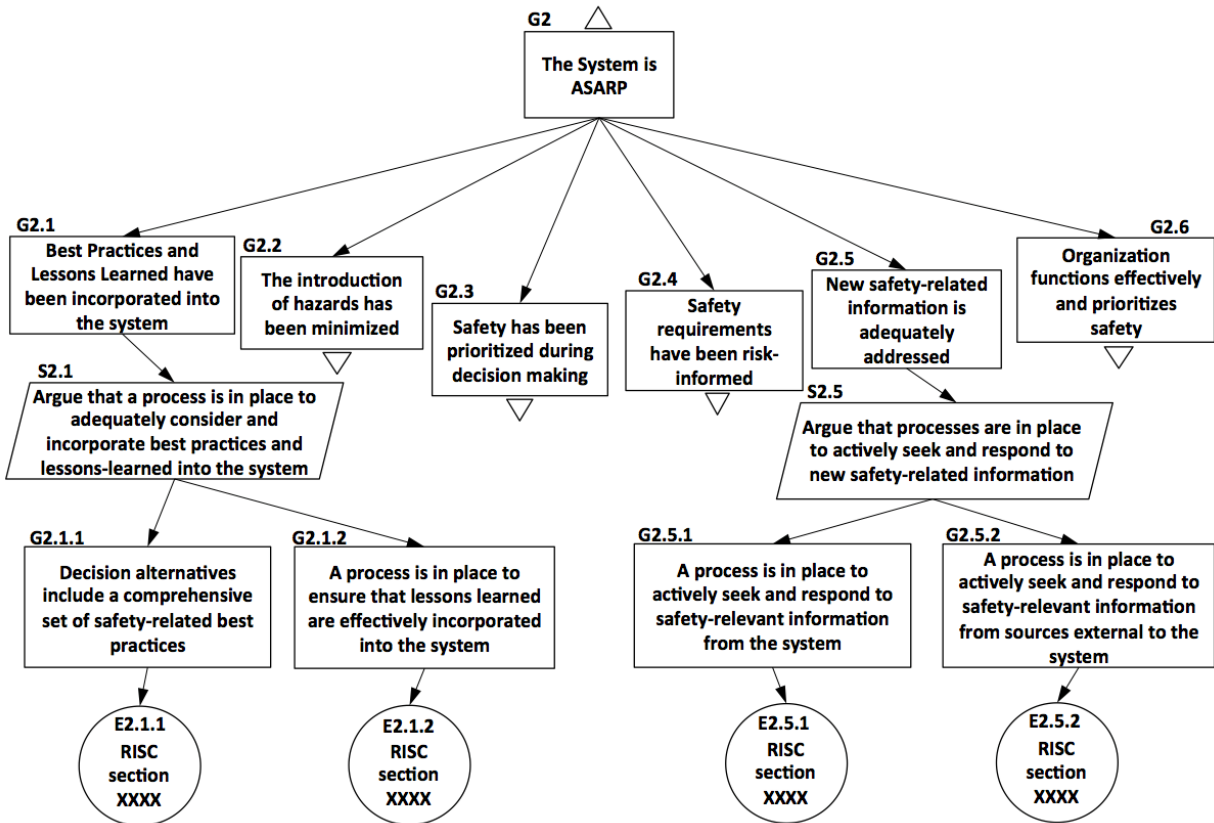 G2
The System is
ASARP
G2.1
Best Practices and
Lessons Learned have
been incorporated into
the system
G2.2
The introduction
of hazards has
been minimized
G2.3
Safety has been
prioritized during
decision making
G2.4
Safety
requirements
have been risk-
informed
G2.5
New safety-related
information is
adequately
addressed
G2.6
Organization
functions effectively
and prioritizes
safety
S2.1
Argue that a process is in place to
adequately consider and
incorporate best practices and
lessons-learned into the system
S2.5
Argue that processes are in place
to actively seek and respond to
new safety-related information
G2.1.1
Decision alternatives
include a comprehensive
set of safety-related best
practices
G2.1.2
A process is in place to
ensure that lessons learned
are effectively incorporated
into the system
G2.5.1
A process is in place to
actively seek and respond to
safety-relevant information
from the system
G2.5.2
A process is in place to
actively seek and respond to
safety-relevant information
from sources external to the
system
E2.1.1
RISC
section
XXXX
E2.1.2
RISC
section
XXXX
E2.5.1
RISC
section
XXXX
E2.5.2
RISC
section
XXXX